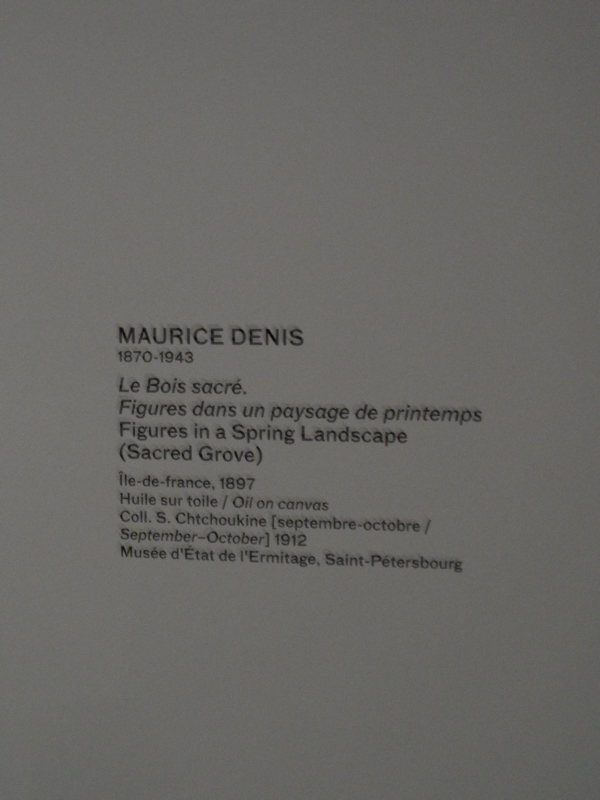 MAURICE DENIS
1870-1943
Le Bois sacré.
Figures dans un paysage de printemps
Figures in a Spring Landscape
(Sacred Grove)
Île-de-france, 1897
Huile sur toile / Oil on canvas
Coll. S. Chtchoukine [septembre-octobre /
September–October] 1912
Musée d'État de l'Ermitage, Saint-Pétersbourg